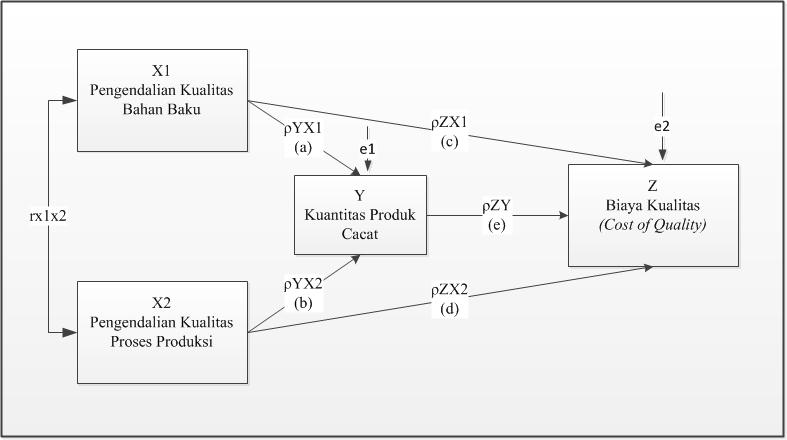 X1
Pengendalian Kualitas
Bahan Baku
ρYX1
(a)
e1
ρZX1
(c)
e2
rx1x2
Y
Kuantitas Produk
Cacat
ρZY
(e)
Z
Biaya Kualitas
(Cost of Quality)
X2
Pengendalian Kualitas
Proses Produksi
ρYX2
(b)
ρZX2
(d)